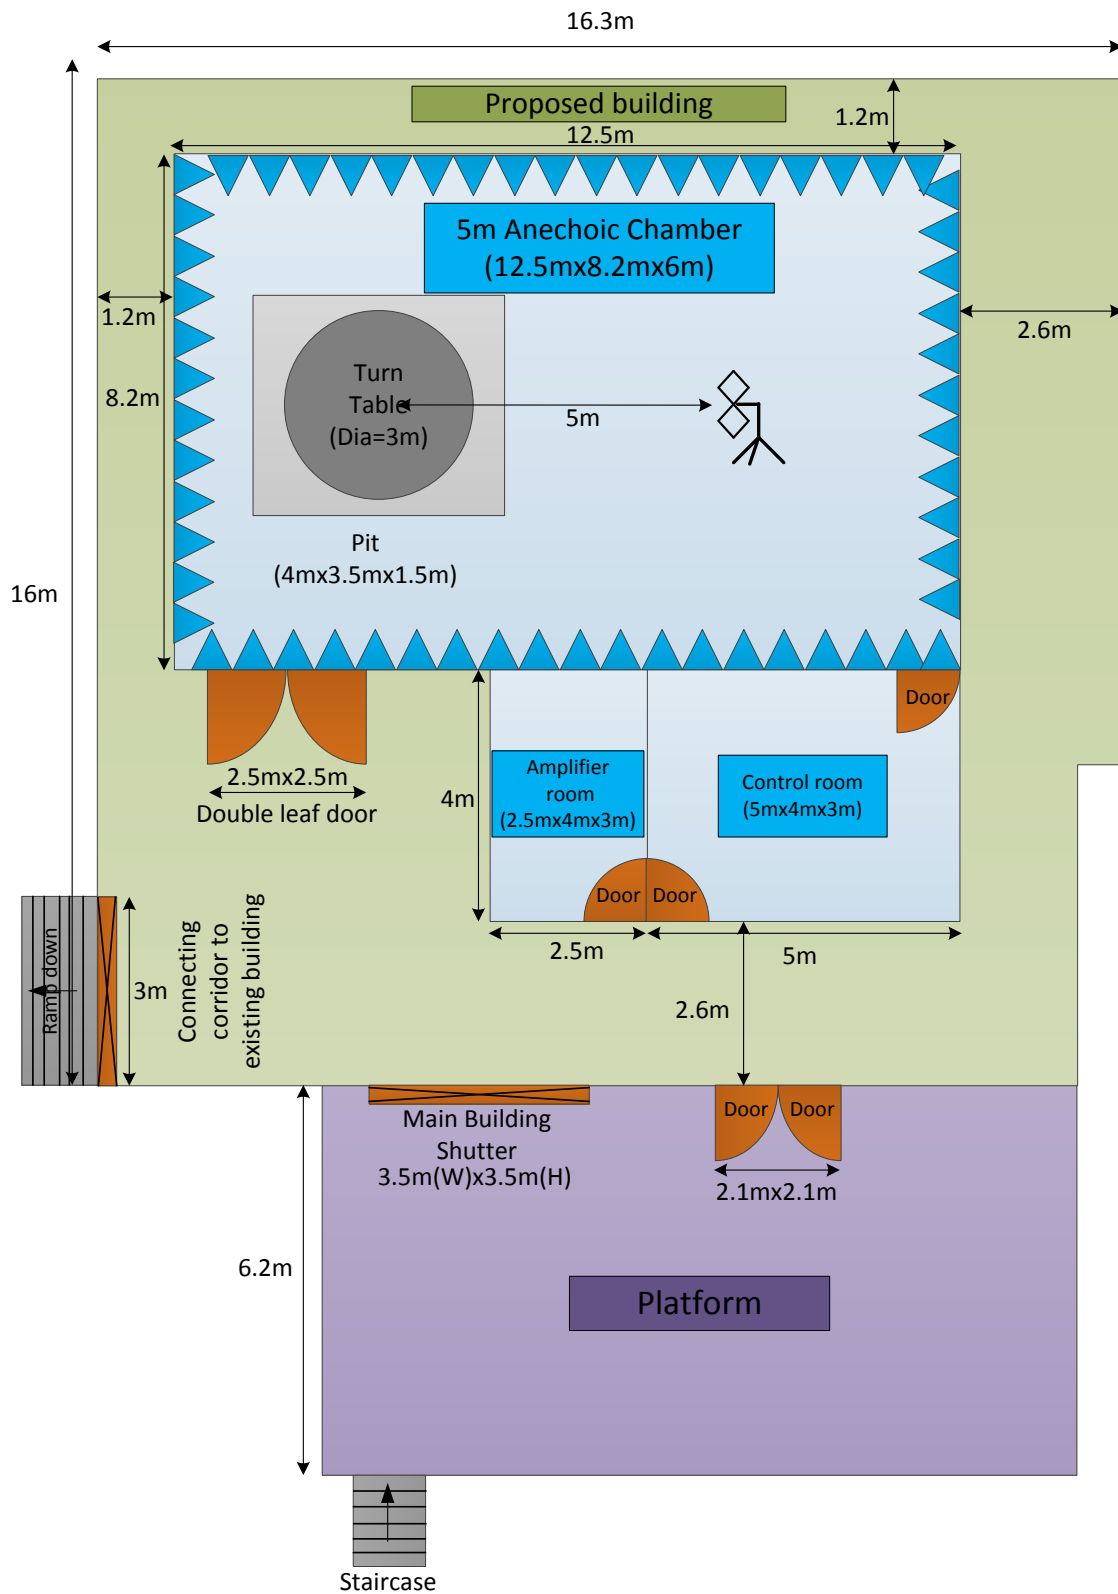 16.3m
Proposed building
1.2m
12.5m
5m Anechoic Chamber
(12.5mx8.2mx6m)
1.2m
2.6m
8.2m
Turn
Table
(Dia=3m)
5m
Pit
(4mx3.5mx1.5m)
16m
Door
2.5mx2.5m
Double leaf door
4m
Amplifier
room
(2.5mx4mx3m)
Control room
(5mx4mx3m)
Door
Door
2.5m
5m
Ramp down
3m
Connecting
corridor to
existing building
2.6m
Main Building
Shutter
3.5m(W)x3.5m(H)
Door
Door
2.1mx2.1m
6.2m
Platform
Staircase